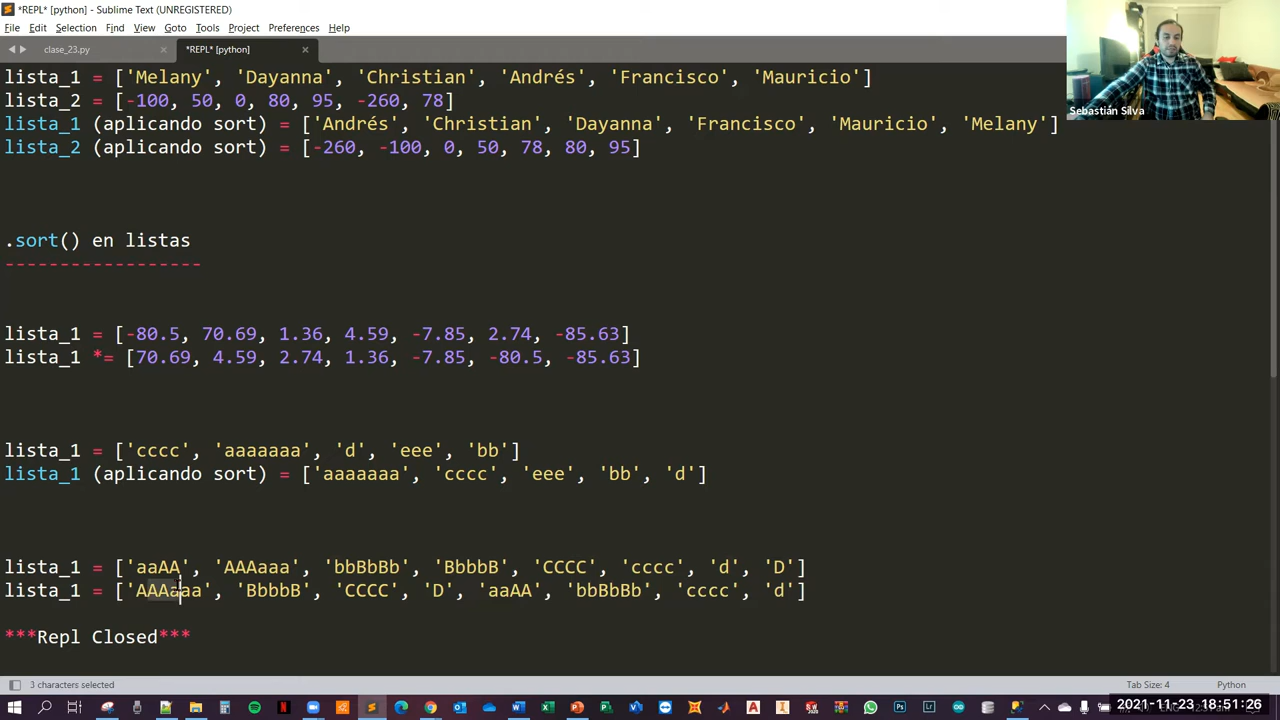 *REPL* [python] - Sublime Text (UNREGISTERED)
File Edit Selection Find View Goto Tools Project Preferences Help
clase_23.py × *REPL* [python] ×
lista_1 = ['Melany', 'Dayanna', 'Christian', 'Andrés', 'Francisco', 'Mauricio']
lista_2 = [-100, 50, 0, 80, 95, -260, 78]
lista_1 (aplicando sort) = ['Andrés', 'Christian', 'Dayanna', 'Francisco', 'Mauricio', 'Melany']
lista_2 (aplicando sort) = [-260, -100, 0, 50, 78, 80, 95]
Sebastián Silva
.sort() en listas
------------------
lista_1 = [-80.5, 70.69, 1.36, 4.59, -7.85, 2.74, -85.63]
lista_1 *= [70.69, 4.59, 2.74, 1.36, -7.85, -80.5, -85.63]
lista_1 = ['cccc', 'aaaaaaa', 'd', 'eee', 'bb']
lista_1 (aplicando sort) = ['aaaaaaa', 'cccc', 'eee', 'bb', 'd']
lista_1 = ['aaAA', 'AAAaaa', 'bbBbBb', 'BbbbB', 'CCCC', 'cccc', 'd', 'D']
lista_1 = ['AAAaaa', 'BbbbB', 'CCCC', 'D', 'aaAA', 'bbBbBb', 'cccc', 'd']
***Repl Closed***
3 characters selected
Tab Size: 4 Python
2021-11-23 18:51:26